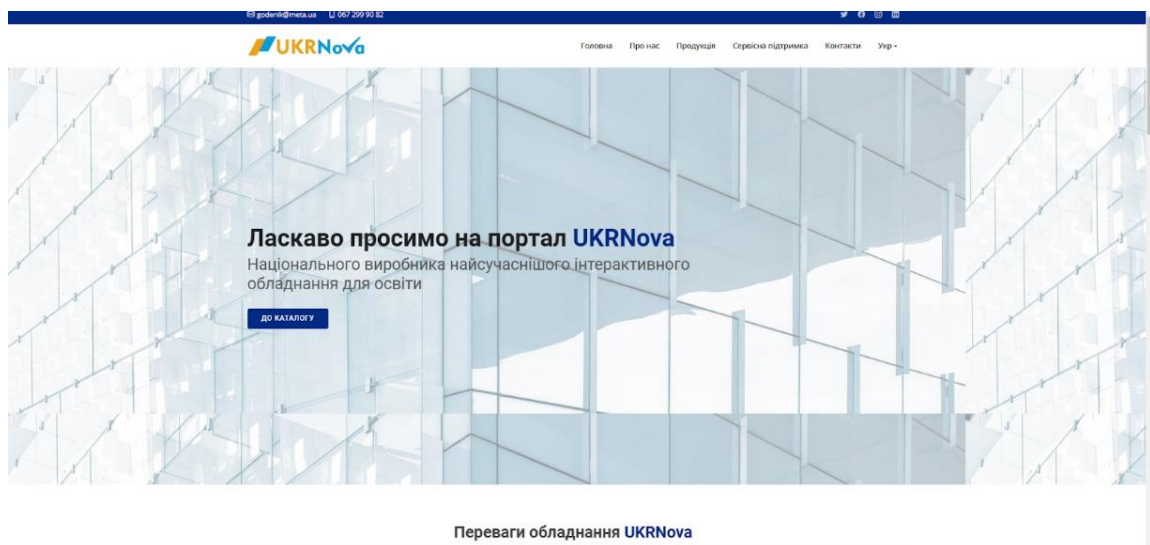 godenik@meta.ua 067 299 90 82
UKRNova
Головна Про нас Продукція Сервісна підтримка Контакти Укр
Ласкаво просимо на портал UKRNova
Національного виробника найсучаснішого інтерактивного
обладнання для освіти
ДО КАТАЛОГУ
Переваги обладнання UKRNova